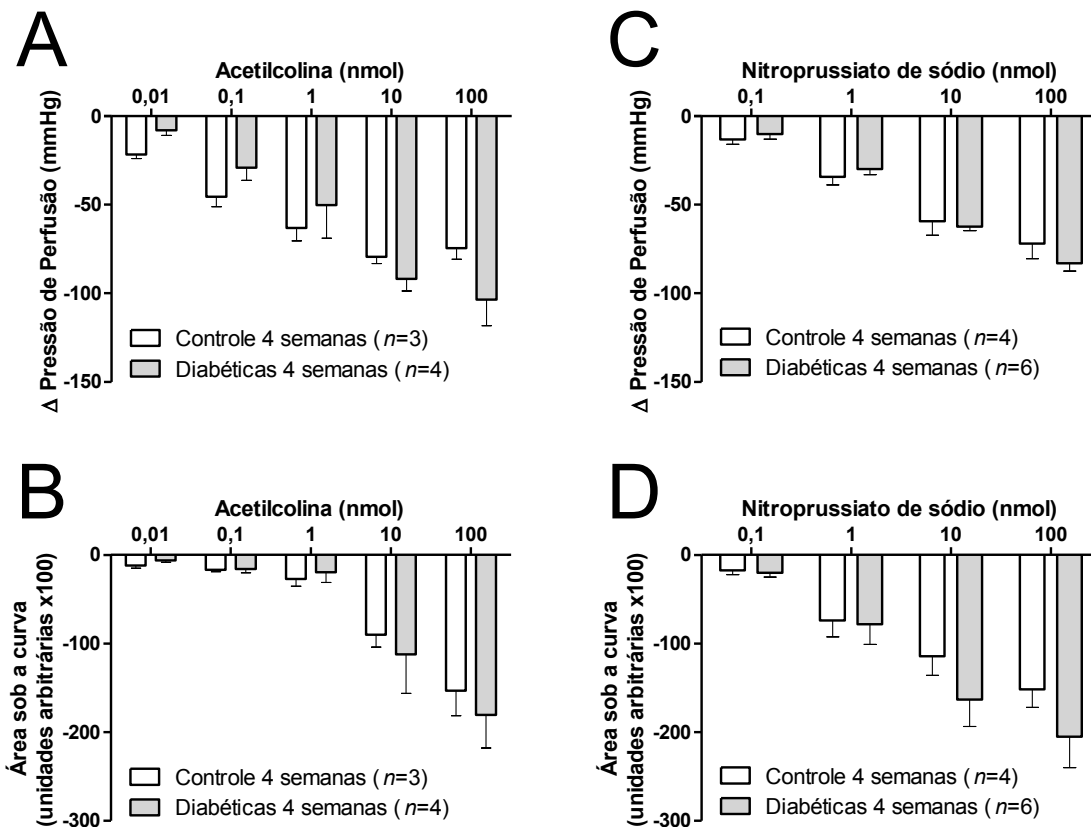 A
Acetilcolina (nmol)
0,01 0,1 1 10 100
0
-50
-100
-150
Δ Pressão de Perfusão (mmHg)
Controle 4 semanas (n=3)
Diabéticas 4 semanas (n=4)
C
Nitroprussiato de sódio (nmol)
0,1 1 10 100
0
-50
-100
-150
Δ Pressão de Perfusão (mmHg)
Controle 4 semanas (n=4)
Diabéticas 4 semanas (n=6)
B
Acetilcolina (nmol)
0,01 0,1 1 10 100
0
-100
-200
-300
Área sob a curva
(unidades arbitrárias x100)
Controle 4 semanas (n=3)
Diabéticas 4 semanas (n=4)
D
Nitroprussiato de sódio (nmol)
0,1 1 10 100
0
-100
-200
-300
Área sob a curva
(unidades arbitrárias x100)
Controle 4 semanas (n=4)
Diabéticas 4 semanas (n=6)